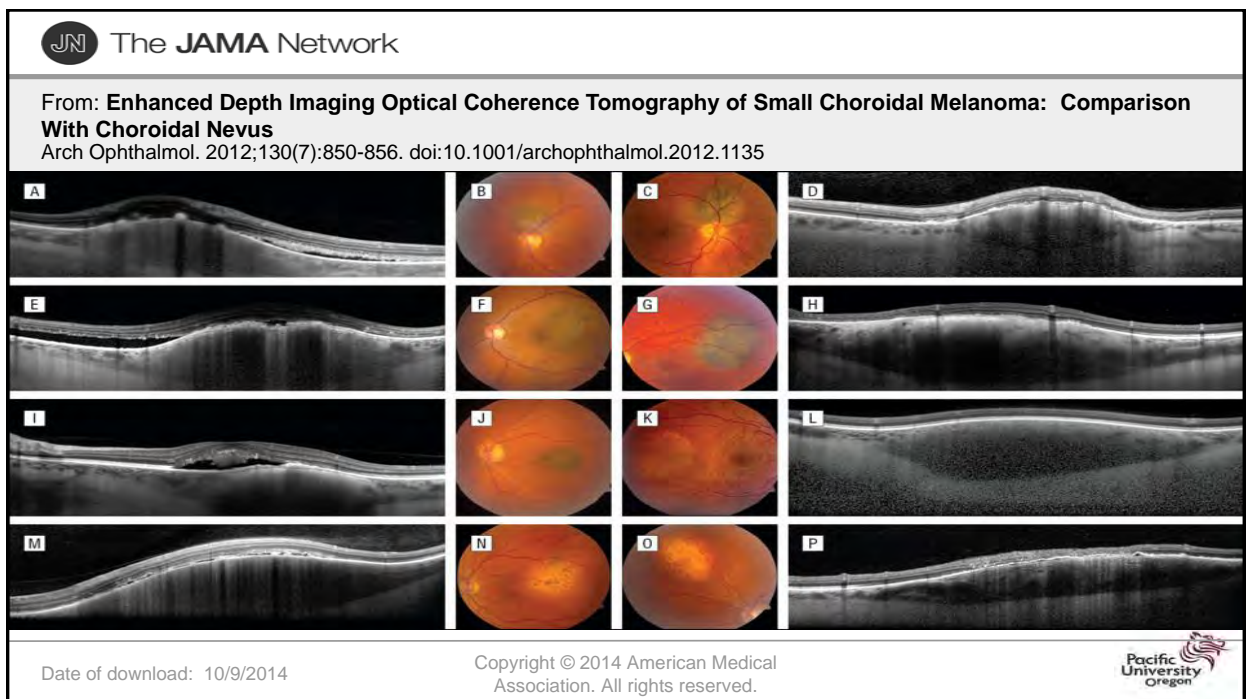 JN The JAMA Network
From: Enhanced Depth Imaging Optical Coherence Tomography of Small Choroidal Melanoma: Comparison
With Choroidal Nevus
Arch Ophthalmol. 2012;130(7):850-856. doi:10.1001/archophthalmol.2012.1135
A B C D
E F G H
I J K L
M N O P
Date of download: 10/9/2014
Copyright © 2014 American Medical
Association. All rights reserved.
Pacific
University
Oregon